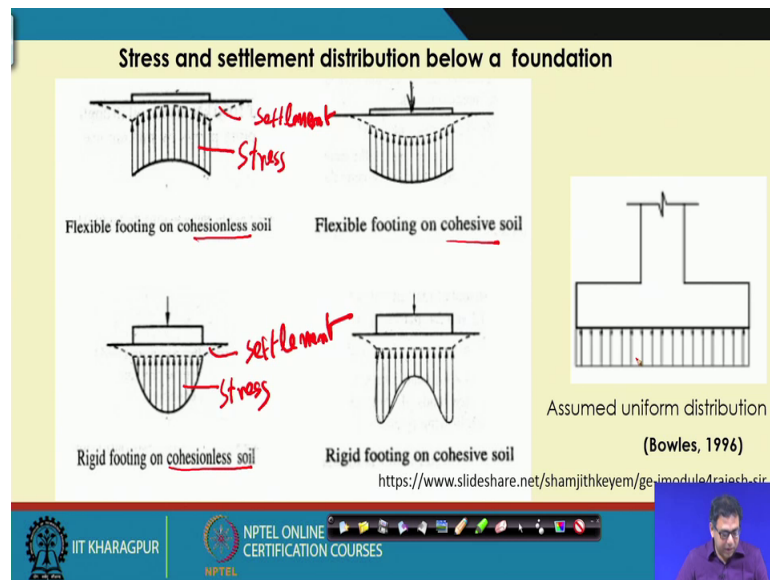 Stress and settlement distribution below a foundation
settlement
stress
Flexible footing on cohesionless soil
Flexible footing on cohesive soil
settlement
stress
Rigid footing on cohesionless soil
Rigid footing on cohesive soil
Assumed uniform distribution
(Bowles, 1996)
https://www.slideshare.net/shamjithkeyem/ge-imodule4rajesh-sir
IIT KHARAGPUR
NPTEL
NPTEL ONLINE
CERTIFICATION COURSES